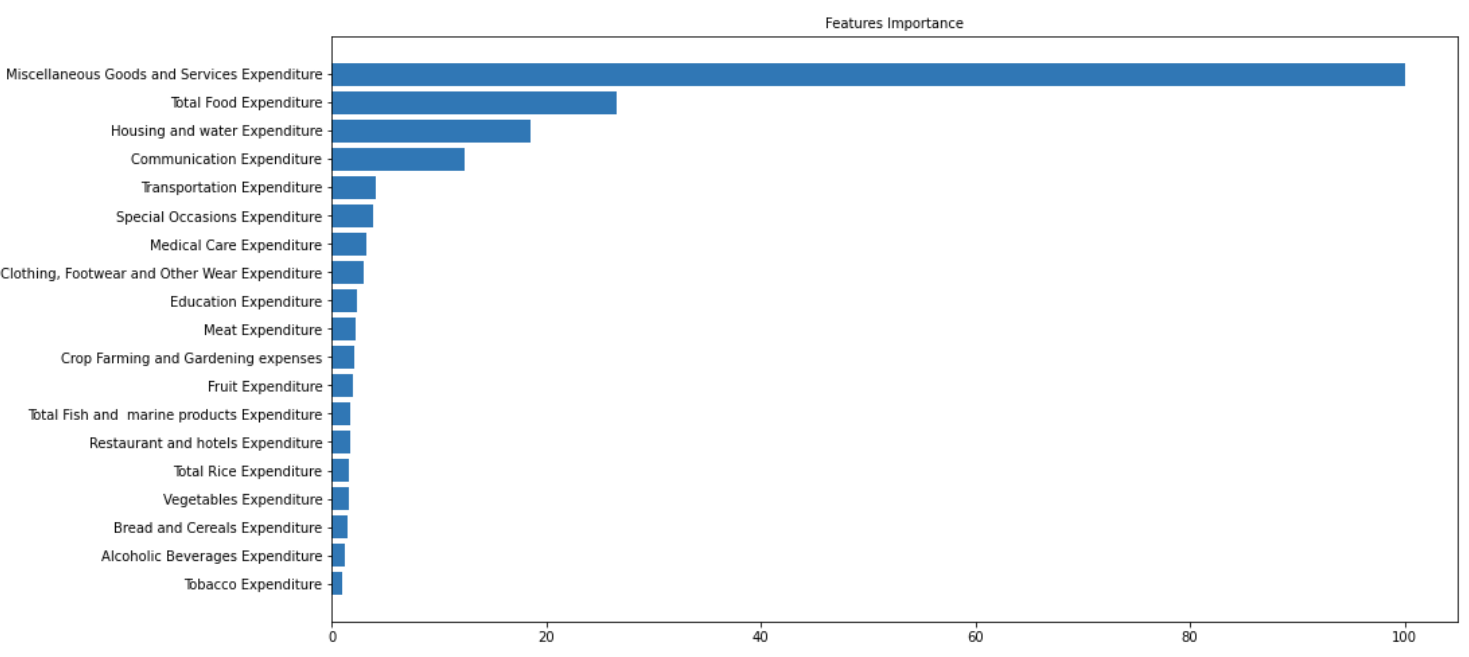 Features Importance
Miscellaneous Goods and Services Expenditure
Total Food Expenditure
Housing and water Expenditure
Communication Expenditure
Transportation Expenditure
Special Occasions Expenditure
Medical Care Expenditure
Clothing, Footwear and Other Wear Expenditure
Education Expenditure
Meat Expenditure
Crop Farming and Gardening expenses
Fruit Expenditure
Total Fish and  marine products Expenditure
Restaurant and hotels Expenditure
Total Rice Expenditure
Vegetables Expenditure
Bread and Cereals Expenditure
Alcoholic Beverages Expenditure
Tobacco Expenditure
0 20 40 60 80 100